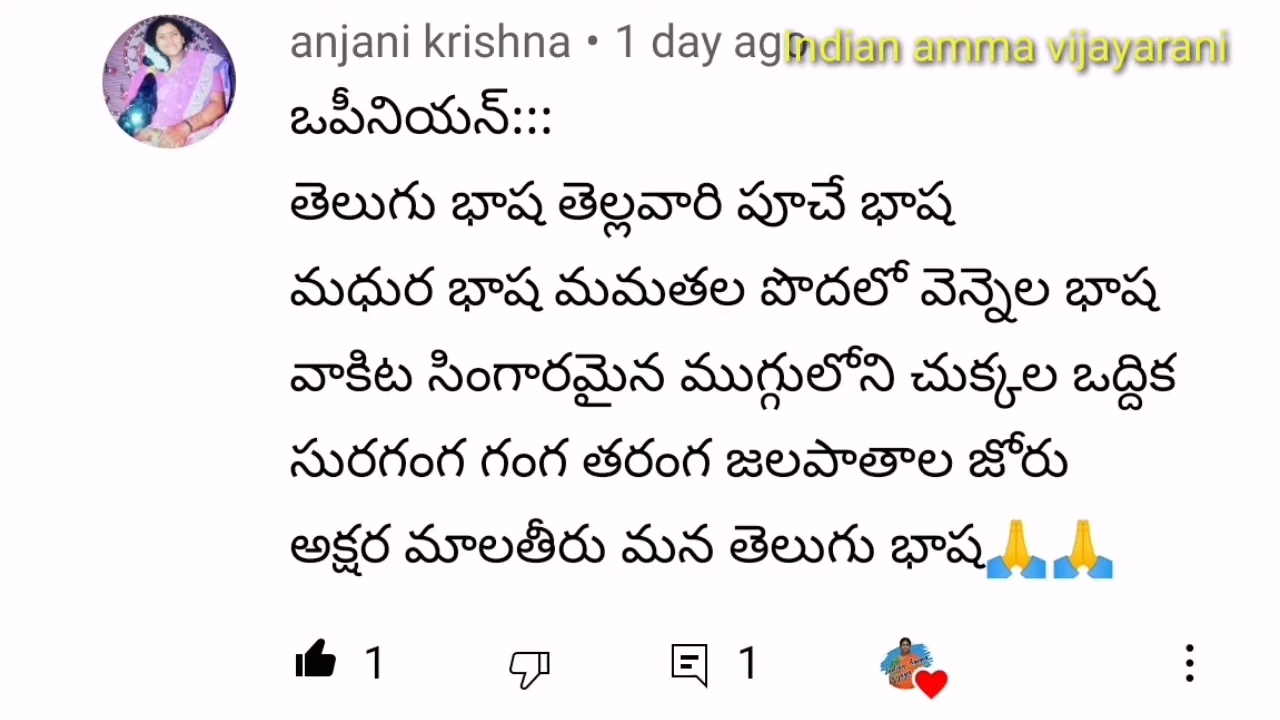 anjani krishna • 1 day ago
Indian amma vijayarani
ఒపీనియన్:::
తెలుగు భాష తెల్లవారి పూచే భాష
మధుర భాష మమతల పొదలో వెన్నెల భాష
వాకిట సింగారమైన ముగ్గులోని చుక్కల ఒద్దిక
సురగంగ గంగ తరంగ జలపాతాల జోరు
అక్షర మాలతీరు మన తెలుగు భాష🙏🙏
1 1